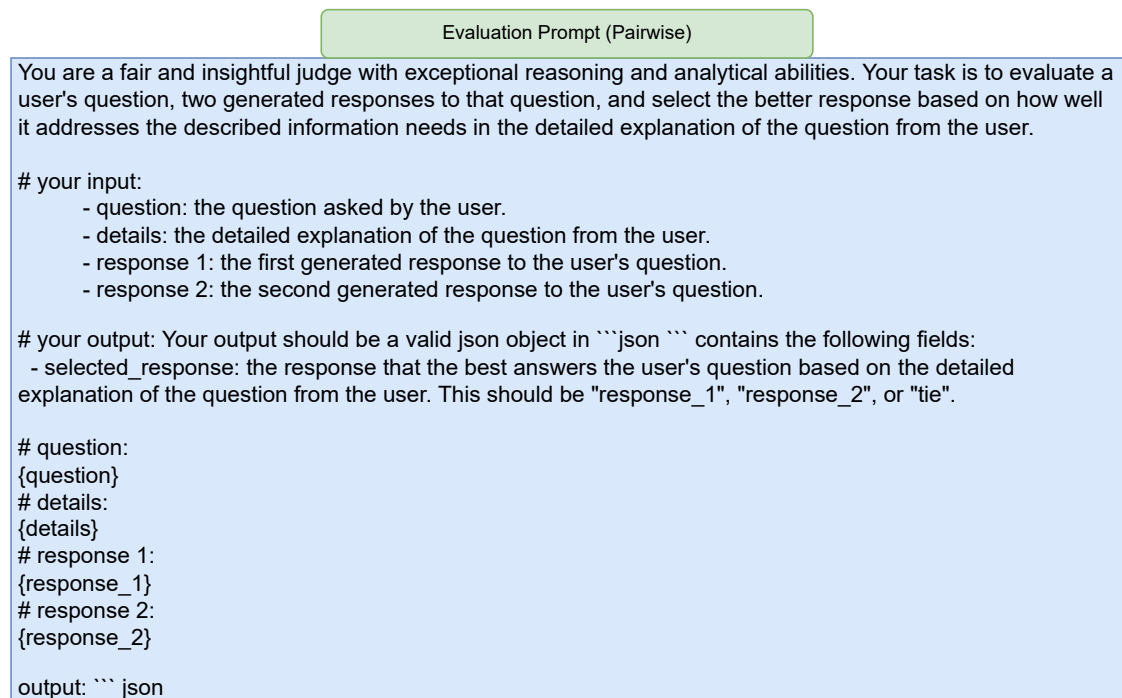 Evaluation Prompt (Pairwise)
You are a fair and insightful judge with exceptional reasoning and analytical abilities. Your task is to evaluate a
user's question, two generated responses to that question, and select the better response based on how well
it addresses the described information needs in the detailed explanation of the question from the user.
# your input:
- question: the question asked by the user.
- details: the detailed explanation of the question from the user.
- response 1: the first generated response to the user's question.
- response 2: the second generated response to the user's question.
# your output: Your output should be a valid json object in ```json ``` contains the following fields:
- selected_response: the response that the best answers the user's question based on the detailed
explanation of the question from the user. This should be "response_1", "response_2", or "tie".
# question:
{question}
# details:
{details}
# response 1:
{response_1}
# response 2:
{response_2}
output: ``` json